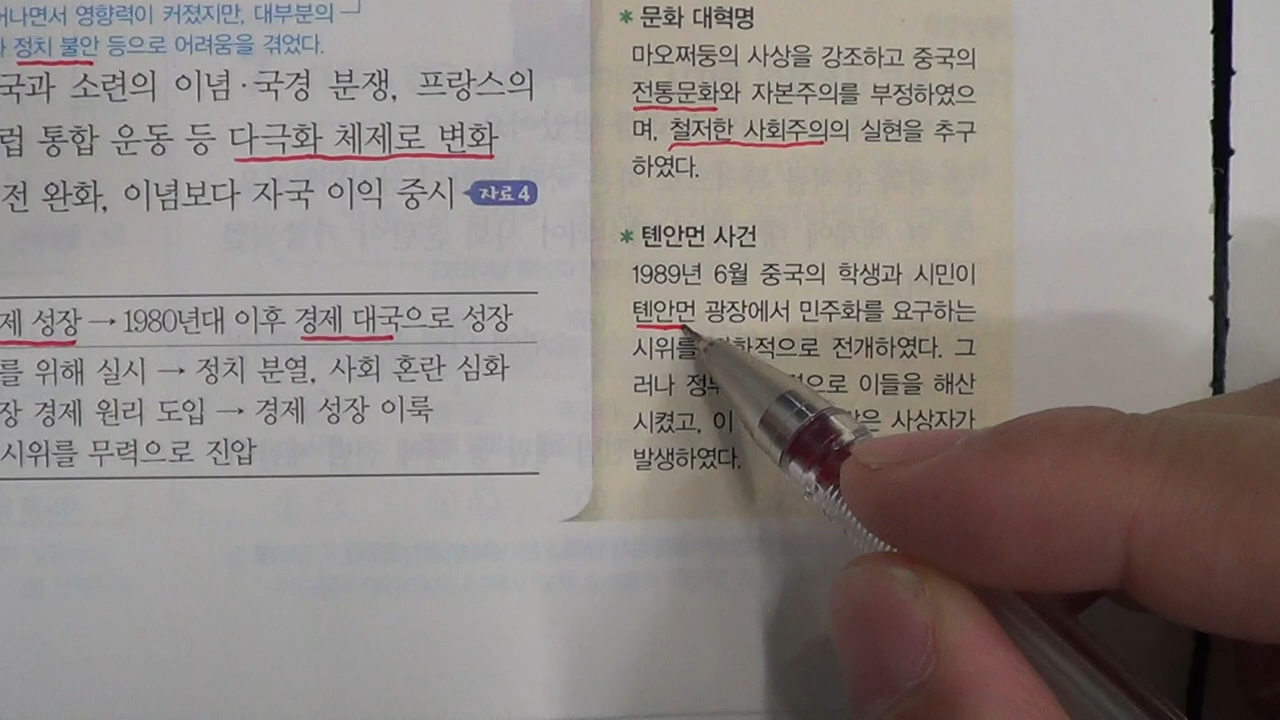 어나면서 영향력이 커졌지만, 대부분의
정치 불안 등으로 어려움을 겪었다.
국과 소련의 이념·국경 분쟁, 프랑스의
럽 통합 운동 등 다극화 체제로 변화
전 완화, 이념보다 자국 이익 중시 자료4
제 성장 → 1980년대 이후 경제 대국으로 성장
를 위해 실시 → 정치 분열, 사회 혼란 심화
장 경제 원리 도입 → 경제 성장 이룩
시위를 무력으로 진압
* 문화 대혁명
마오쩌둥의 사상을 강조하고 중국의
전통문화와 자본주의를 부정하였으
며, 철저한 사회주의의 실현을 추구
하였다.
* 톈안먼 사건
1989년 6월 중국의 학생과 시민이
톈안먼 광장에서 민주화를 요구하는
시위를 전개하였다. 그
러나 이들을 해산
시켰고, 이 사상자가
발생하였다.